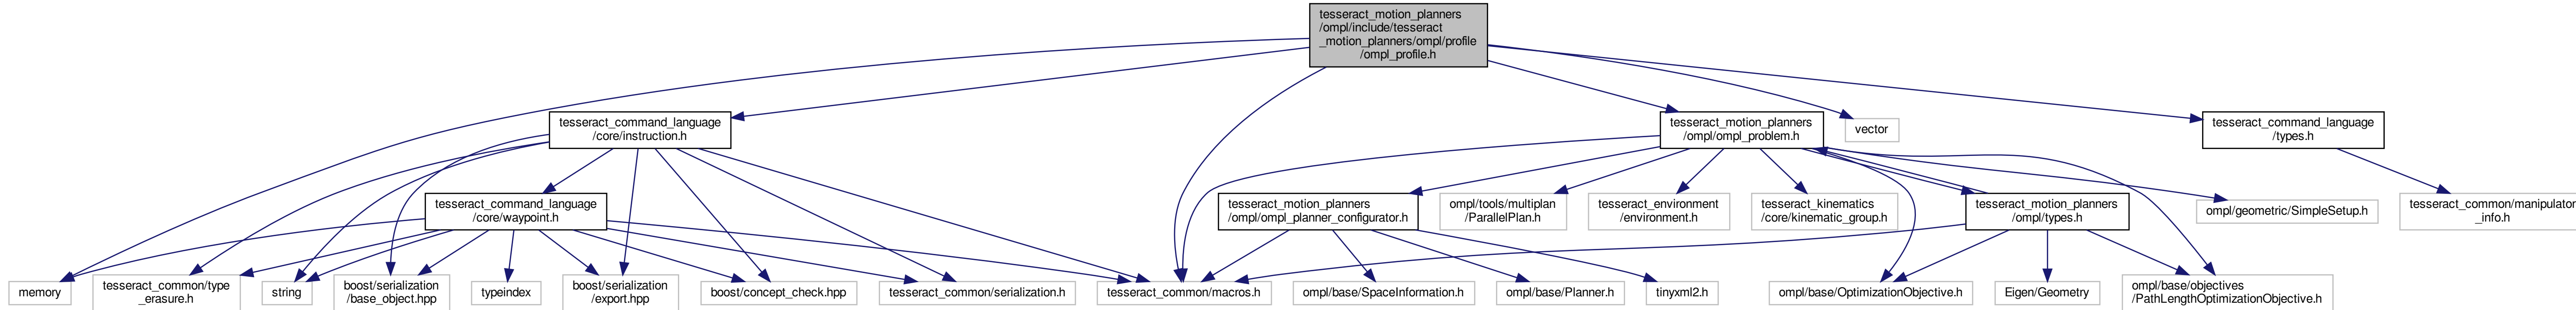 tesseract_motion_planners
/ompl/include/tesseract
_motion_planners/ompl/profile
/ompl_profile.h
tesseract_command_language
/core/instruction.h
tesseract_motion_planners
/ompl/ompl_problem.h
vector
tesseract_command_language
/types.h
tesseract_command_language
/core/waypoint.h
tesseract_motion_planners
/ompl/ompl_planner_configurator.h
ompl/tools/multiplan
/ParallelPlan.h
tesseract_environment
/environment.h
tesseract_kinematics
/core/kinematic_group.h
tesseract_motion_planners
/ompl/types.h
ompl/geometric/SimpleSetup.h
tesseract_common/manipulator
_info.h
memory
tesseract_common/type
_erasure.h
string
boost/serialization
/base_object.hpp
typeindex
boost/serialization
/export.hpp
boost/concept_check.hpp
tesseract_common/serialization.h
tesseract_common/macros.h
ompl/base/SpaceInformation.h
ompl/base/Planner.h
tinyxml2.h
ompl/base/OptimizationObjective.h
Eigen/Geometry
ompl/base/objectives
/PathLengthOptimizationObjective.h